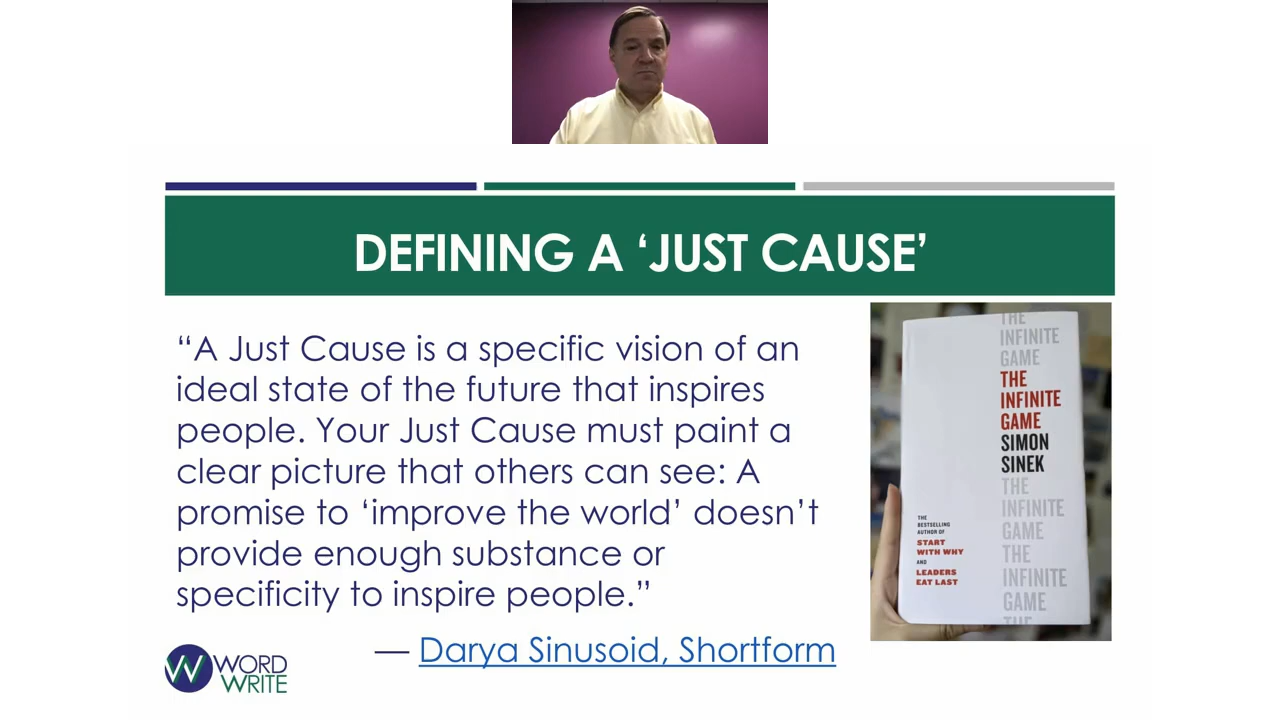 DEFINING A ‘JUST CAUSE’
“A Just Cause is a specific vision of an
ideal state of the future that inspires
people. Your Just Cause must paint a
clear picture that others can see: A
promise to ‘improve the world’ doesn’t
provide enough substance or
specificity to inspire people.”
— Darya Sinusoid, Shortform
THE
INFINITE
GAME
THE
INFINITE
GAME
SIMON
SINEK
THE
INFINITE
GAME
THE
INFINITE
GAME
THE
THE
BESTSELLING
AUTHOR OF
START
WITH WHY
AND
LEADERS
EAT LAST
W WORD
WRITE